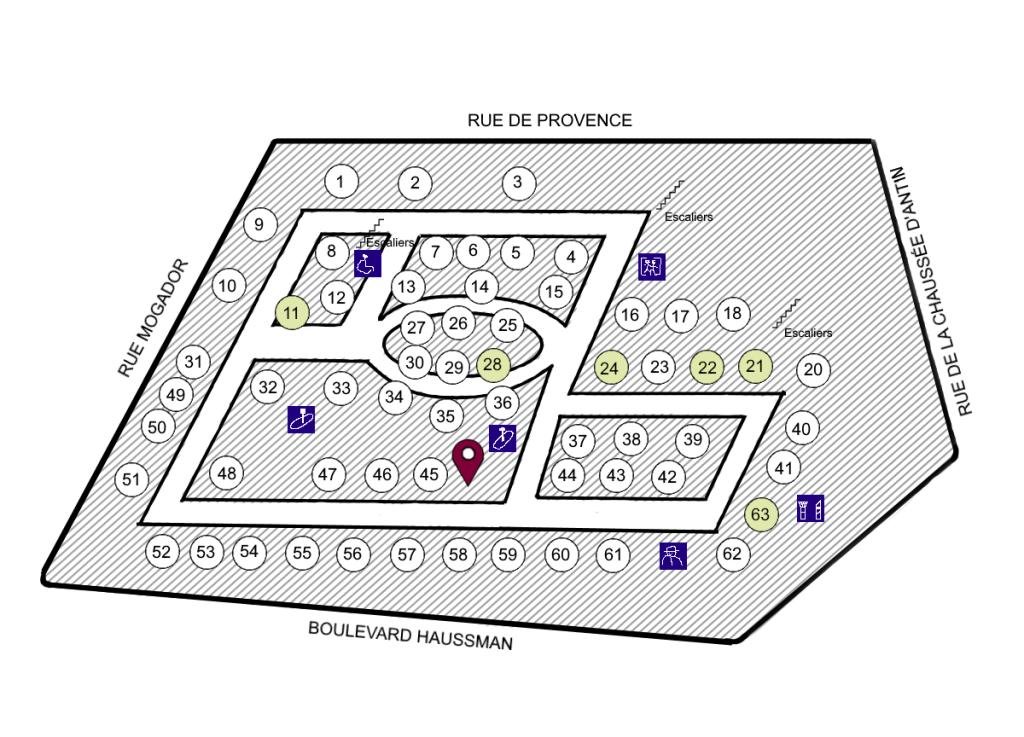 RUE DE PROVENCE
1 2 3
Escaliers
RUE DE LA CHAUSSÉE D'ANTIN
9
Escaliers
8 7 6 5 4
10 12 13 14 15
11
16 17 18
Escaliers
RUE MOGADOR
27 26 25
31 30 29 28
24 23 22 21 20
49 32 33 34 35 36
50
37 38 39 40
51 48 47 46 45
44 43 42 41
63
52 53 54 55 56 57 58 59 60 61 62
BOULEVARD HAUSSMAN